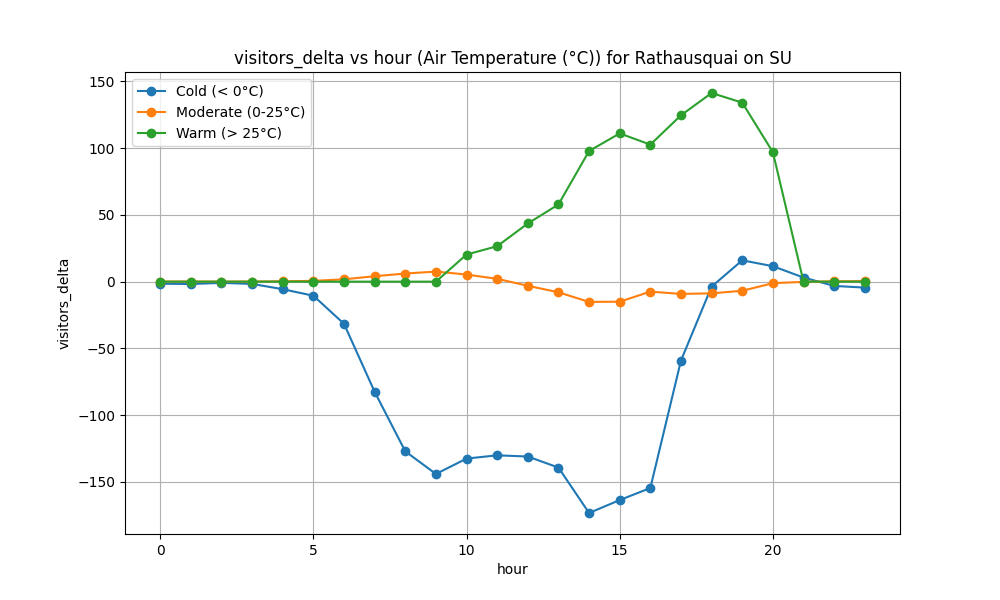 visitors_delta vs hour (Air Temperature (°C)) for Rathausquai on SU
Cold (< 0°C)
Moderate (0-25°C)
Warm (> 25°C)
visitors_delta
150
100
50
0
−50
−100
−150
0
5
10
15
20
hour